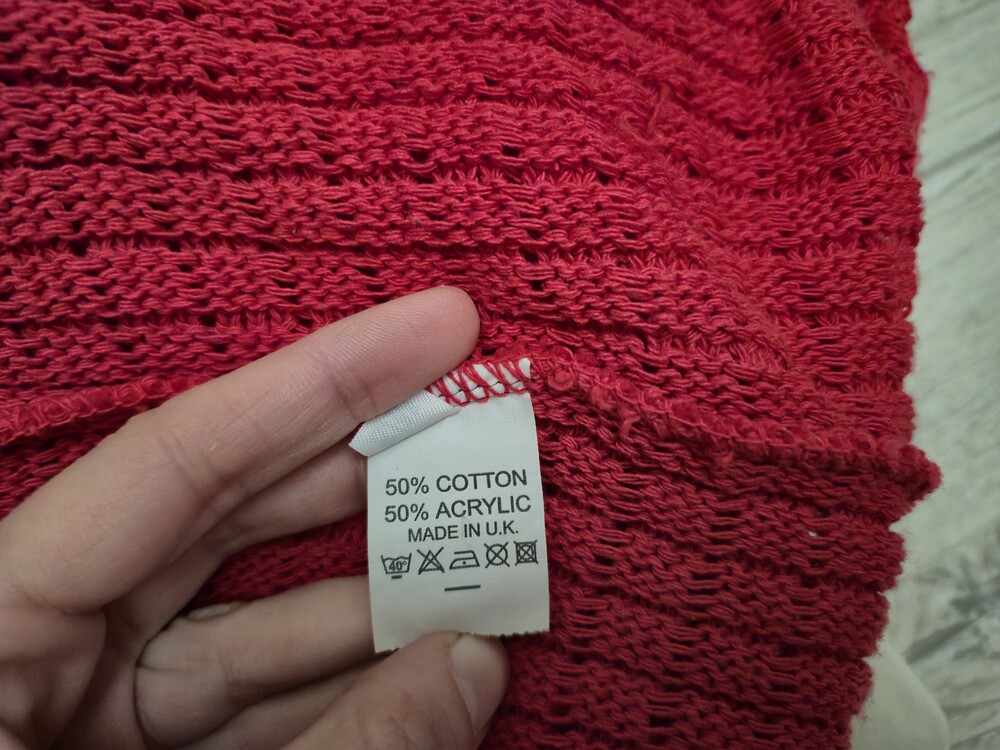 50% COTTON
50% ACRYLIC
MADE IN U.K.
40°